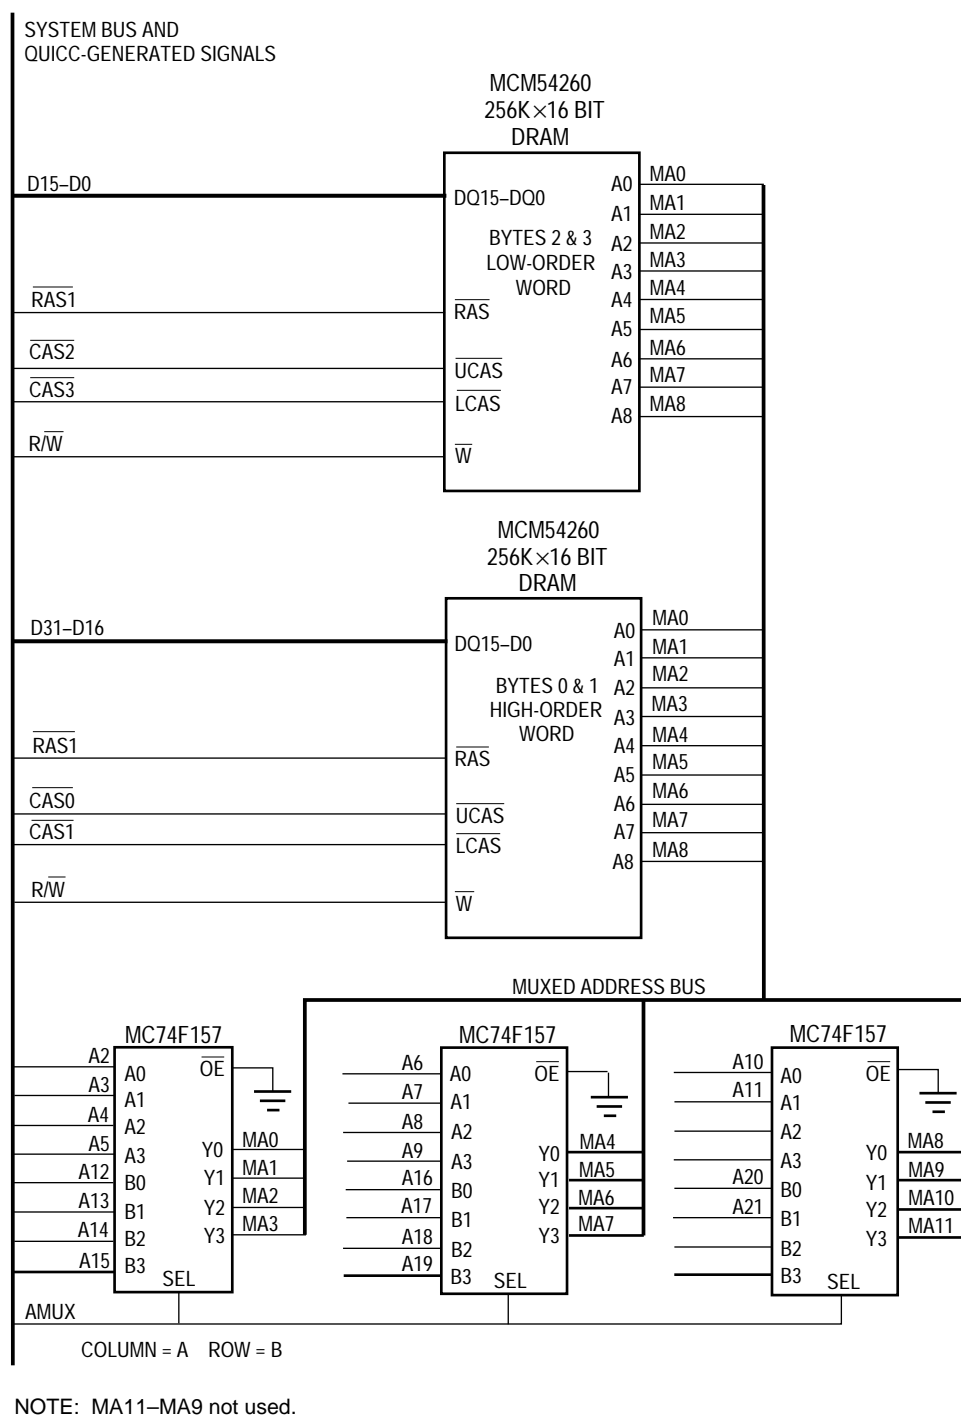 SYSTEM BUS AND
QUICC-GENERATED SIGNALS
MCM54260
256K×16 BIT
DRAM
D15–D0
DQ15–DQ0
BYTES 2 & 3
LOW-ORDER
WORD
RAS1
RAS
CAS2
UCAS
CAS3
LCAS
R/W
W
A0 MA0
A1 MA1
A2 MA2
A3 MA3
A4 MA4
A5 MA5
A6 MA6
A7 MA7
A8 MA8
MCM54260
256K×16 BIT
DRAM
D31–D16
DQ15–D0
BYTES 0 & 1
HIGH-ORDER
WORD
RAS1
RAS
CAS0
UCAS
CAS1
LCAS
R/W
W
A0 MA0
A1 MA1
A2 MA2
A3 MA3
A4 MA4
A5 MA5
A6 MA6
A7 MA7
A8 MA8
MUXED ADDRESS BUS
MC74F157
A2 A0
A3 A1
A4 A2
A5 A3
A12 B0
A13 B1
A14 B2
A15 B3
OE
Y0 MA0
Y1 MA1
Y2 MA2
Y3 MA3
SEL
MC74F157
A6 A0
A7 A1
A8 A2
A9 A3
A16 B0
A17 B1
A18 B2
A19 B3
OE
Y0 MA4
Y1 MA5
Y2 MA6
Y3 MA7
SEL
MC74F157
A10 A0
A11 A1
A2
A3
A20 B0
A21 B1
B2
B3
OE
Y0 MA8
Y1 MA9
Y2 MA10
Y3 MA11
SEL
AMUX
COLUMN = A ROW = B
NOTE: MA11–MA9 not used.